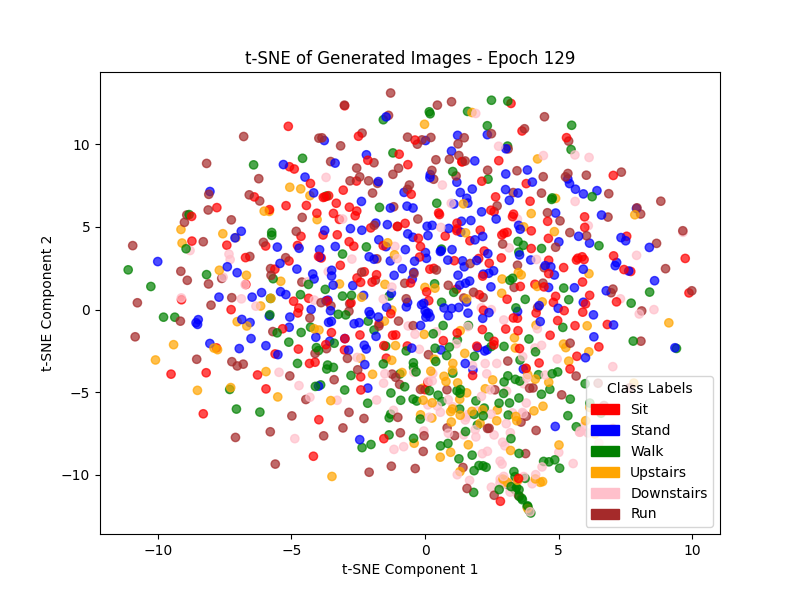 t-SNE of Generated Images - Epoch 129
t-SNE Component 2
10
5
0
−5
−10
Class Labels
Sit
Stand
Walk
Upstairs
Downstairs
Run
−10
−5
0
5
10
t-SNE Component 1